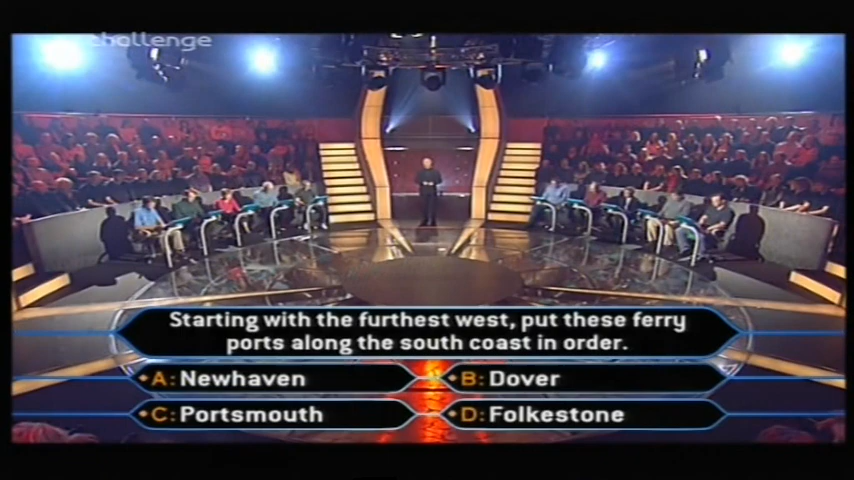 challenge
Starting with the furthest west, put these ferry
ports along the south coast in order.
A: Newhaven
B: Dover
C: Portsmouth
D: Folkestone